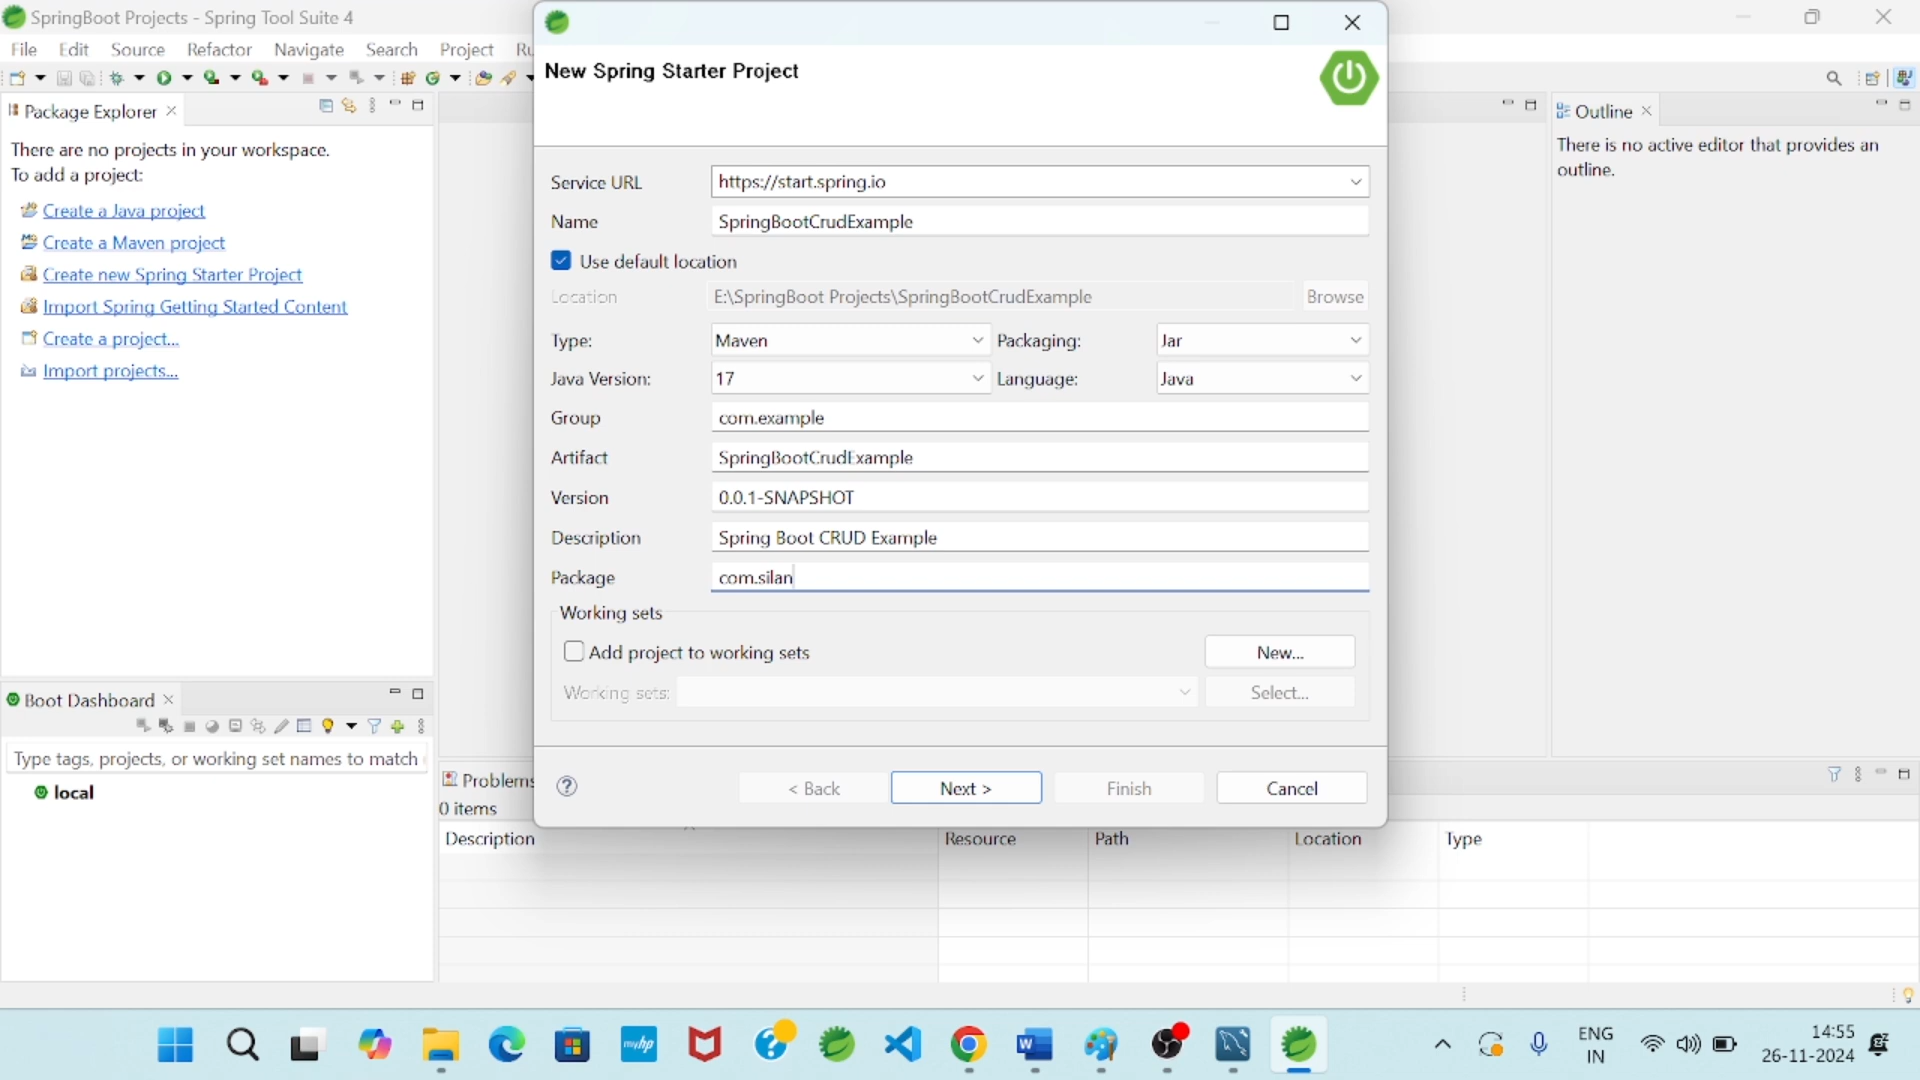 SpringBoot Projects - Spring Tool Suite 4
File Edit Source Refactor Navigate Search Project Ru
Package Explorer
There are no projects in your workspace.
To add a project:
Create a Java project
Create a Maven project
Create new Spring Starter Project
Import Spring Getting Started Content
Create a project...
Import projects...
Boot Dashboard
Type tags, projects, or working set names to match
local
New Spring Starter Project
Service URL https://start.spring.io
Name SpringBootCrudExample
Use default location
Location E:\SpringBoot Projects\SpringBootCrudExample Browse
Type: Maven Packaging: Jar
Java Version: 17 Language: Java
Group com.example
Artifact SpringBootCrudExample
Version 0.0.1-SNAPSHOT
Description Spring Boot CRUD Example
Package com.silan
Working sets
Add project to working sets New...
Working sets: Select...
< Back Next > Finish Cancel
Outline
There is no active editor that provides an
outline.
Problems
0 items
Description Resource Path Location Type
myhp
ENG
IN
14:55
26-11-2024